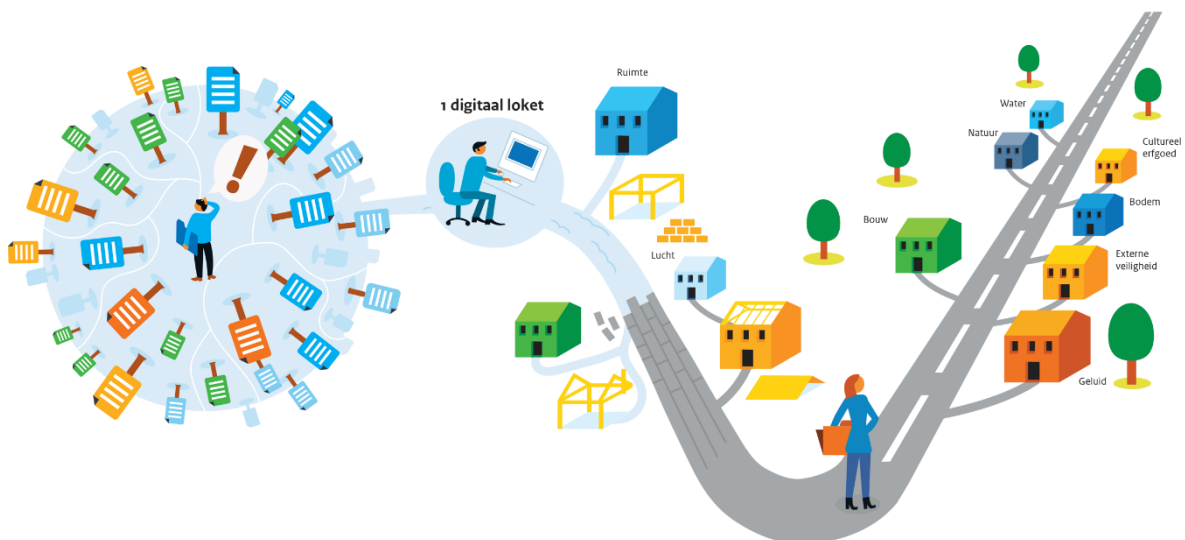 1 digitaal loket
Ruimte
Lucht
Bouw
Water
Natuur
Cultureel
erfgoed
Bodem
Externe
veiligheid
Geluid